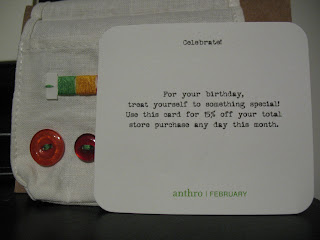 Celebrate!
For your birthday,
treat yourself to something special!
Use this card for 15% off your total
store purchase any day this month.
anthro | FEBRUARY